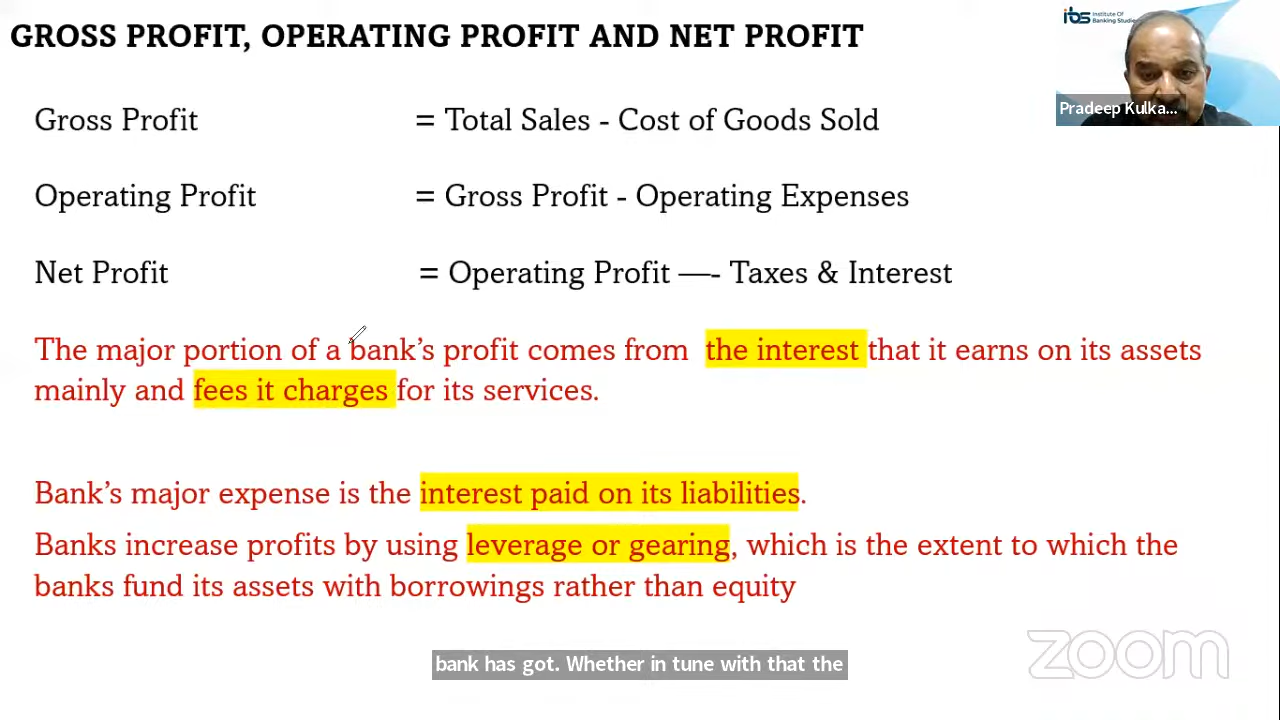 GROSS PROFIT, OPERATING PROFIT AND NET PROFIT
ibs Institute Of
Banking Studies
Pradeep Kulka...
Gross Profit = Total Sales - Cost of Goods Sold
Operating Profit = Gross Profit - Operating Expenses
Net Profit = Operating Profit —- Taxes & Interest
The major portion of a bank’s profit comes from the interest that it earns on its assets
mainly and fees it charges for its services.
Bank’s major expense is the interest paid on its liabilities.
Banks increase profits by using leverage or gearing, which is the extent to which the
banks fund its assets with borrowings rather than equity
bank has got. Whether in tune with that the
zoom